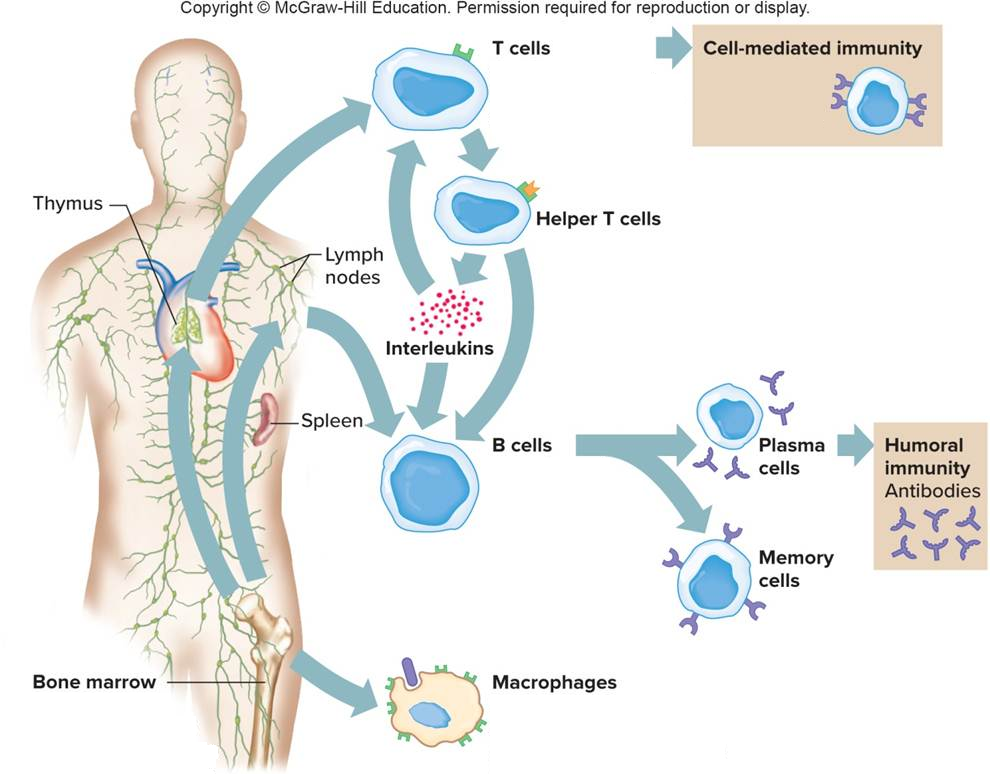 Copyright © McGraw-Hill Education. Permission required for reproduction or display.
T cells
Cell-mediated immunity
Thymus
Helper T cells
Lymph
nodes
Interleukins
Spleen
B cells
Plasma
cells
Humoral
immunity
Antibodies
Memory
cells
Bone marrow
Macrophages